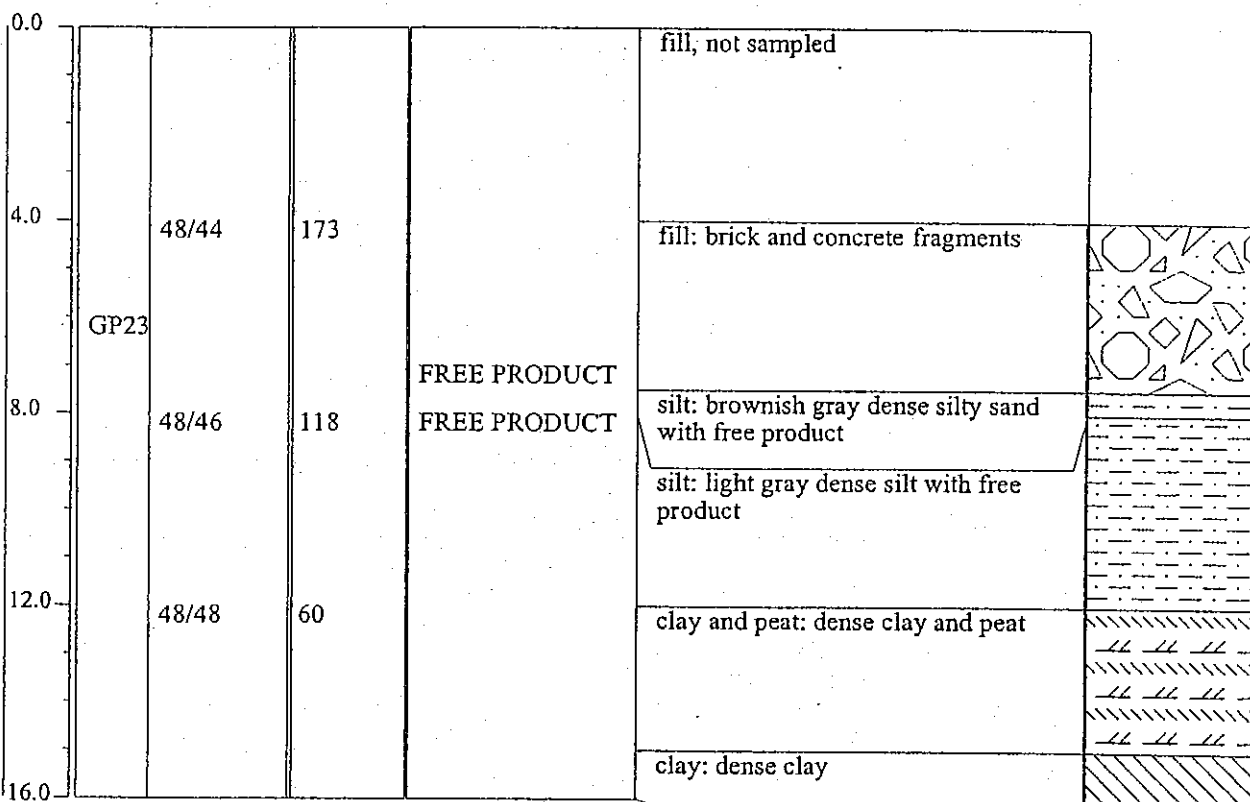 0.0
fill, not sampled
4.0
48/44
173
fill: brick and concrete fragments
GP23
FREE PRODUCT
8.0
48/46
118
FREE PRODUCT
silt: brownish gray dense silty sand
with free product
silt: light gray dense silt with free
product
12.0
48/48
60
clay and peat: dense clay and peat
clay: dense clay
16.0